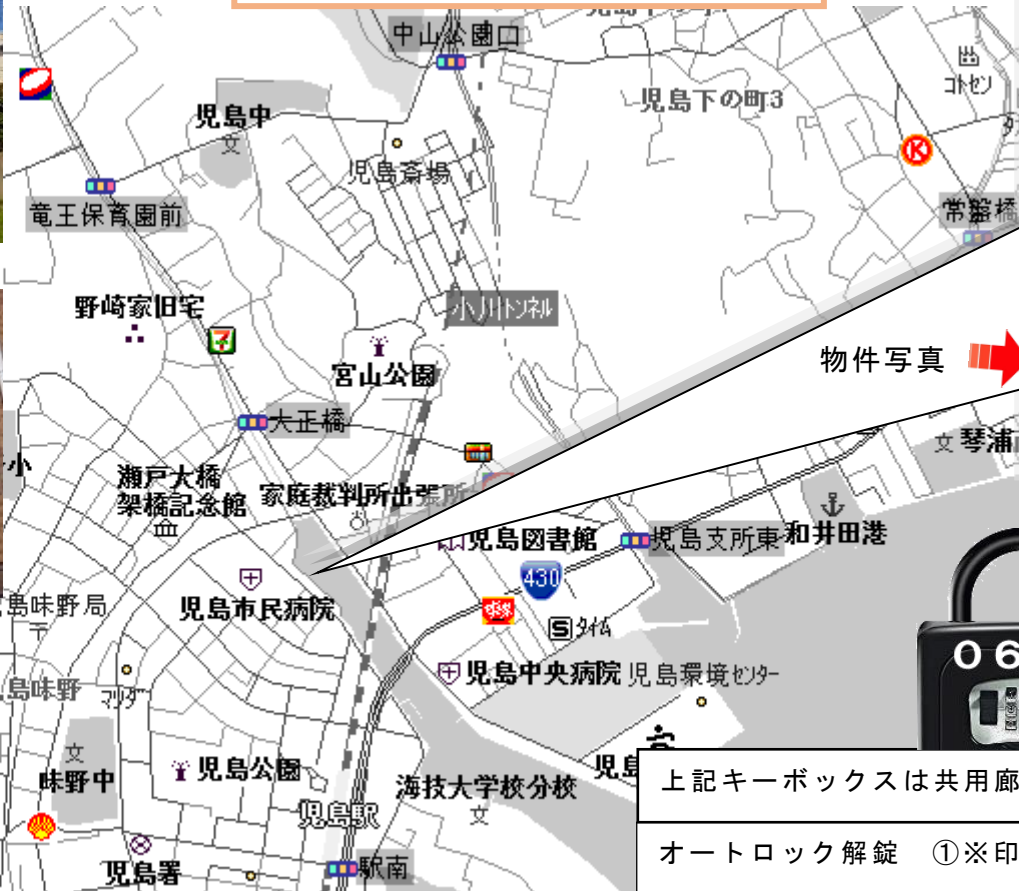 中山公園口
児島下の町3
コトセン
児島中
文
児島斎場
竜王保育園前
K
常盤橋
野崎家旧宅
7
小川トンネル
宮山公園
物件写真
大正橋
小
瀬戸大橋
架橋記念館
家庭裁判所出張所
文 琴浦
児島図書館
児島支所東
和井田港
430
島味野局
児島市民病院
S タイム
06
児島中央病院
児島環境センター
島味野
マリダー
文
味野中
児島公園
海技大学校分校
文
児島
児島駅
児島署
駅南
上記キーボックスは共用廊
オートロック解錠 ①※印